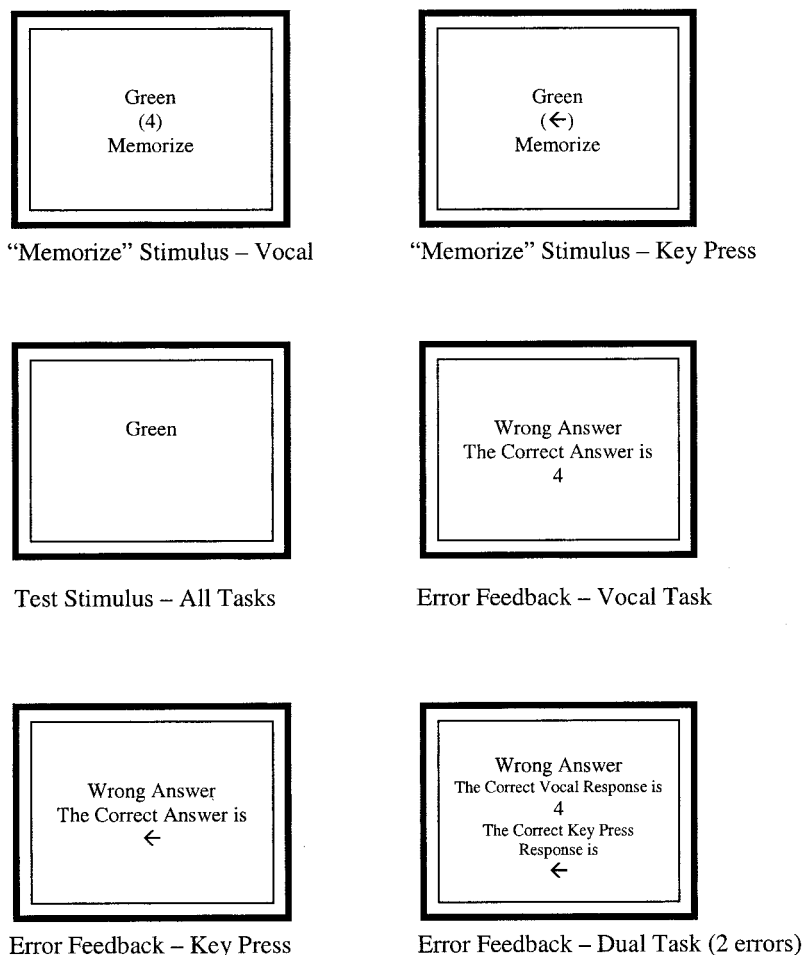 Green
(4)
Memorize
"Memorize" Stimulus – Vocal
Green
(←)
Memorize
"Memorize" Stimulus – Key Press
Green
Test Stimulus – All Tasks
Wrong Answer
The Correct Answer is
4
Error Feedback – Vocal Task
Wrong Answer
The Correct Answer is
←
Error Feedback – Key Press
Wrong Answer
The Correct Vocal Response is
4
The Correct Key Press
Response is
←
Error Feedback – Dual Task (2 errors)